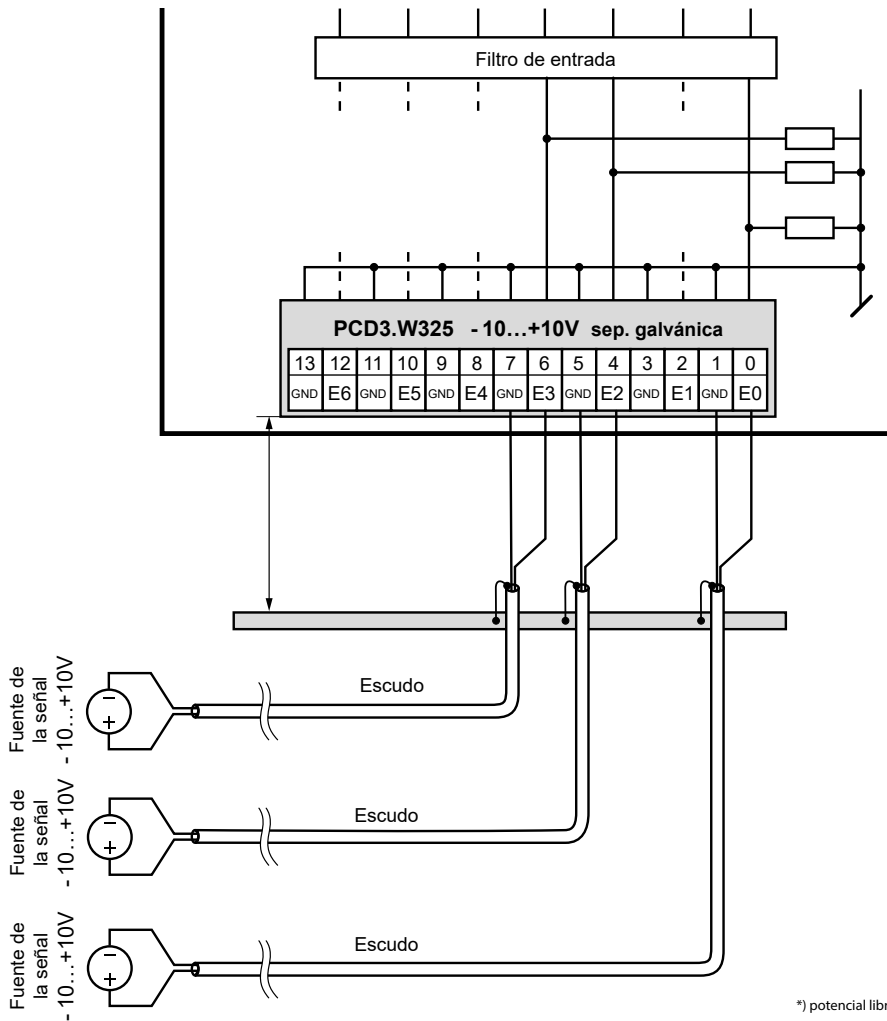 Filtro de entrada
PCD3.W325 - 10…+10V sep. galvánica
13 12 11 10 9 8 7 6 5 4 3 2 1 0
GND E6 GND E5 GND E4 GND E3 GND E2 GND E1 GND E0
Fuente de
la señal
- 10…+10V
Escudo
Fuente de
la señal
- 10…+10V
Escudo
Fuente de
la señal
- 10…+10V
Escudo
*) potencial libr